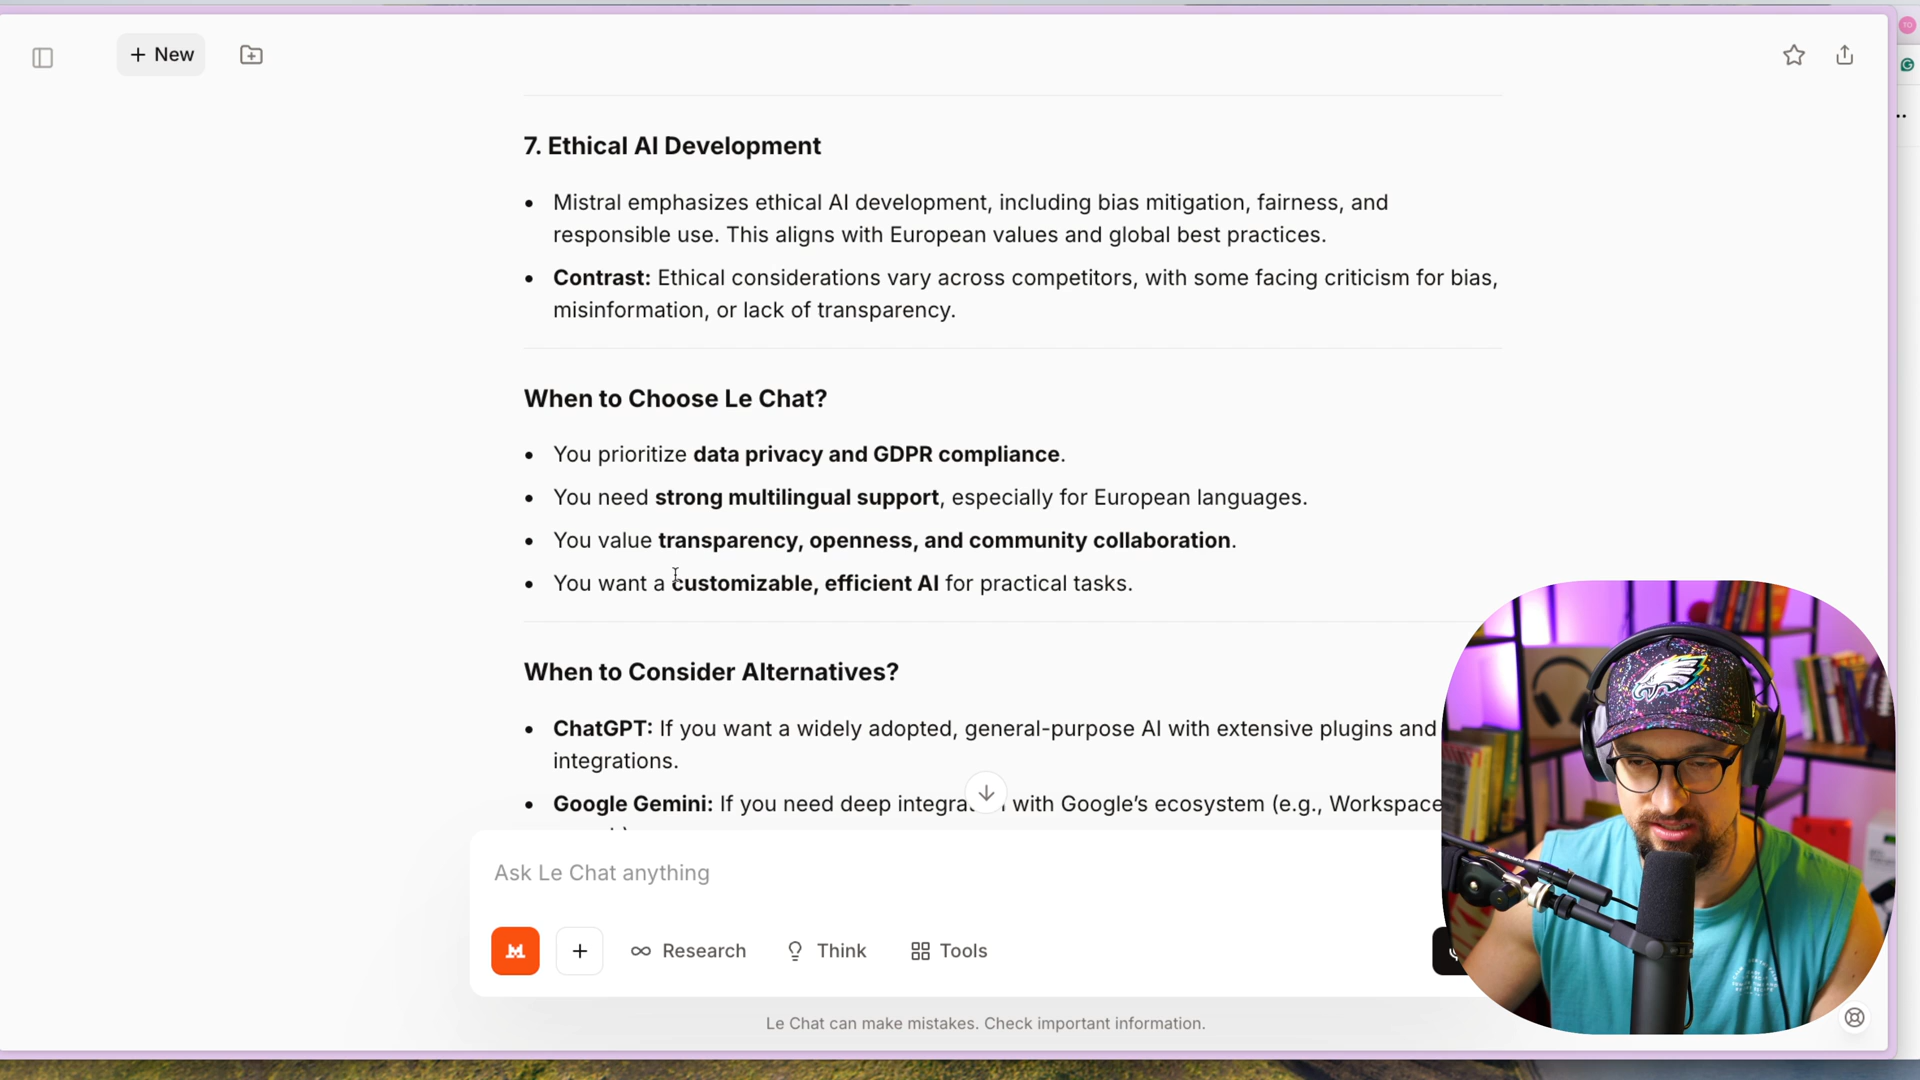 New
7. Ethical AI Development
Mistral emphasizes ethical AI development, including bias mitigation, fairness, and
responsible use. This aligns with European values and global best practices.
Contrast: Ethical considerations vary across competitors, with some facing criticism for bias,
misinformation, or lack of transparency.
When to Choose Le Chat?
You prioritize data privacy and GDPR compliance.
You need strong multilingual support, especially for European languages.
You value transparency, openness, and community collaboration.
You want a customizable, efficient AI for practical tasks.
When to Consider Alternatives?
ChatGPT: If you want a widely adopted, general-purpose AI with extensive plugins and
integrations.
Google Gemini: If you need deep with Google’s ecosystem (e.g., Workspace
Ask Le Chat anything
Research Think Tools
Le Chat can make mistakes. Check important information.